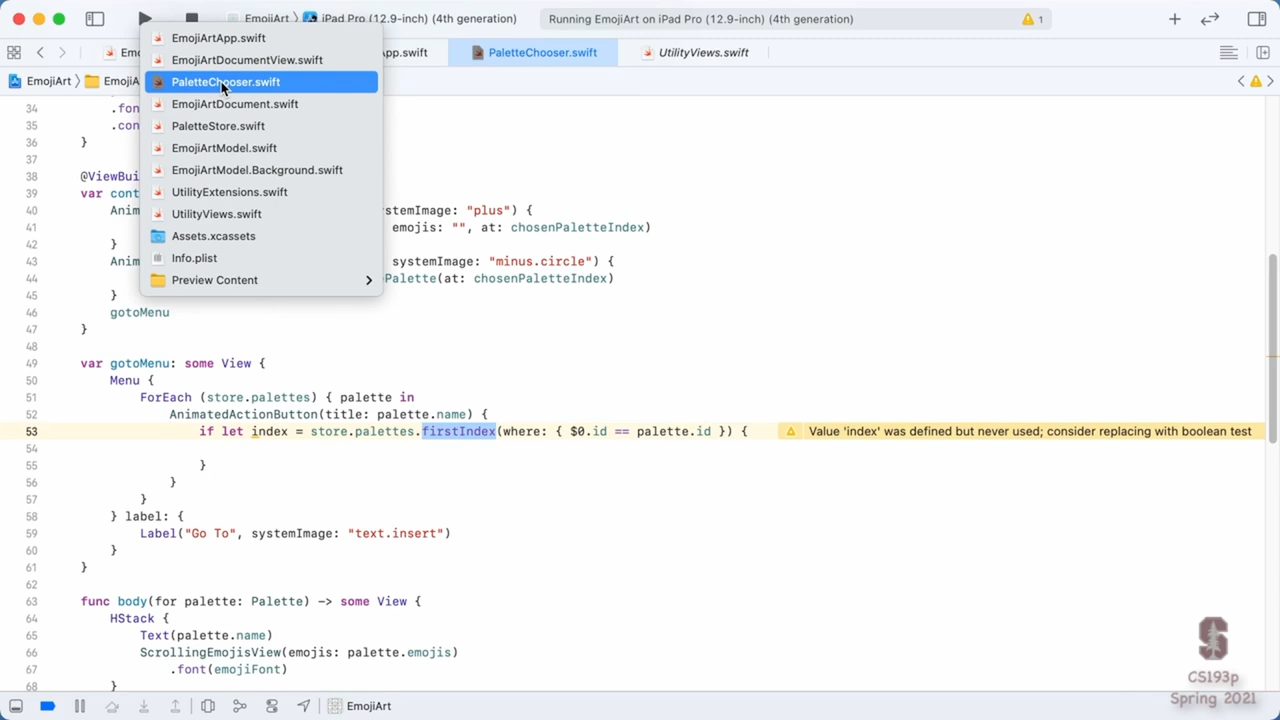 EmojiArt 〉 iPad Pro (12.9-inch) (4th generation)
Running EmojiArt on iPad Pro (12.9-inch) (4th generation)
1
Emo
pp.swift
PaletteChooser.swift
UtilityViews.swift
EmojiArt 〉 EmojiA
EmojiArtApp.swift
EmojiArtDocumentView.swift
PaletteChooser.swift
EmojiArtDocument.swift
PaletteStore.swift
EmojiArtModel.swift
EmojiArtModel.Background.swift
UtilityExtensions.swift
UtilityViews.swift
Assets.xcassets
Info.plist
Preview Content
34 .fon
35 .con
36 }
37
38 @ViewBui
39 var cont
40 Anim stemImage: "plus") {
41 emojis: "", at: chosenPaletteIndex)
42 }
43 Anim systemImage: "minus.circle") {
44 ePalette(at: chosenPaletteIndex)
45 }
46 gotoMenu
47 }
48
49 var gotoMenu: some View {
50 Menu {
51 ForEach (store.palettes) { palette in
52 AnimatedActionButton(title: palette.name) {
53 if let index = store.palettes.firstIndex(where: { $0.id == palette.id }) { Value 'index' was defined but never used; consider replacing with boolean test
54
55 }
56 }
57 }
58 } label: {
59 Label("Go To", systemImage: "text.insert")
60 }
61 }
62
63 func body(for palette: Palette) -> some View {
64 HStack {
65 Text(palette.name)
66 ScrollingEmojisView(emojis: palette.emojis)
67 .font(emojiFont)
68 }
EmojiArt
S
CS193p
Spring 2021